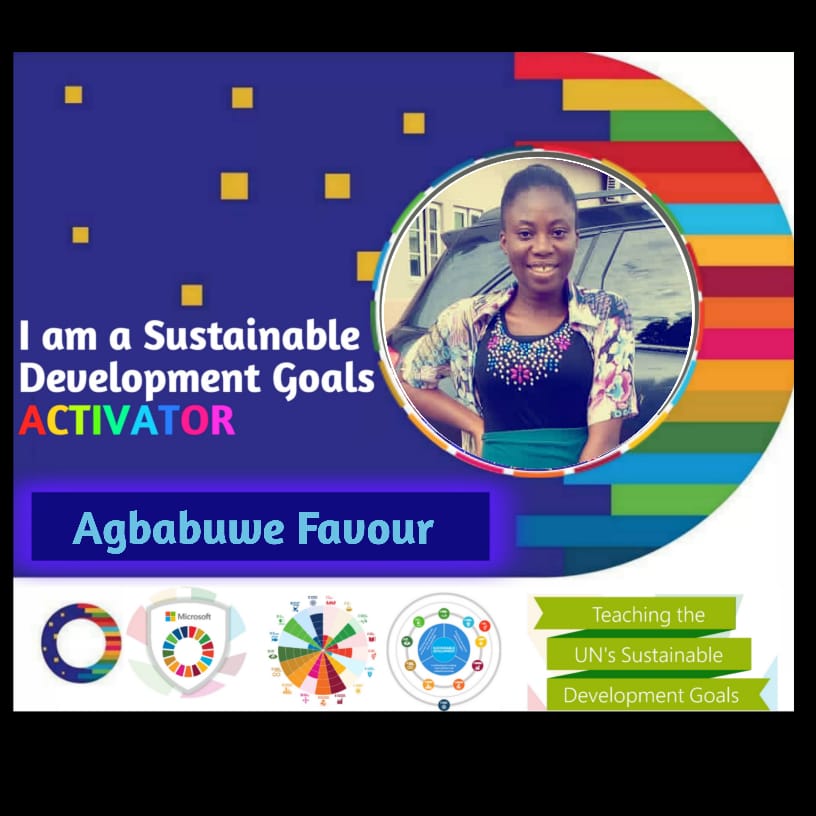 I am a Sustainable
Development Goals
ACTIVATOR
Agbabuwe Favour
Microsoft
Teaching the
UN's Sustainable
Development Goals